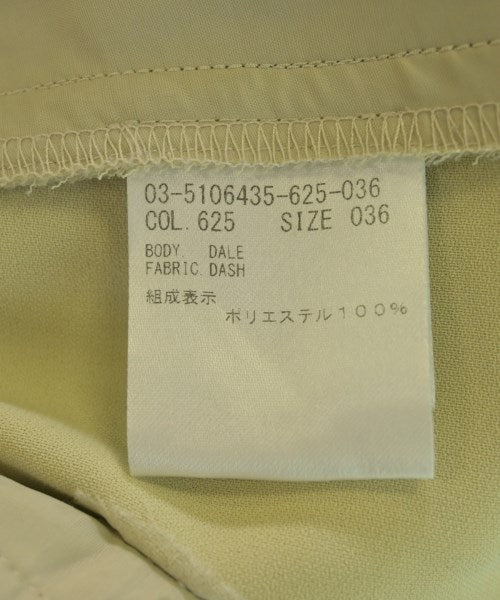 03-5106435-625-036
COL. 625 SIZE 036
BODY. DALE
FABRIC. DASH
組成表示
ポリエステル100%